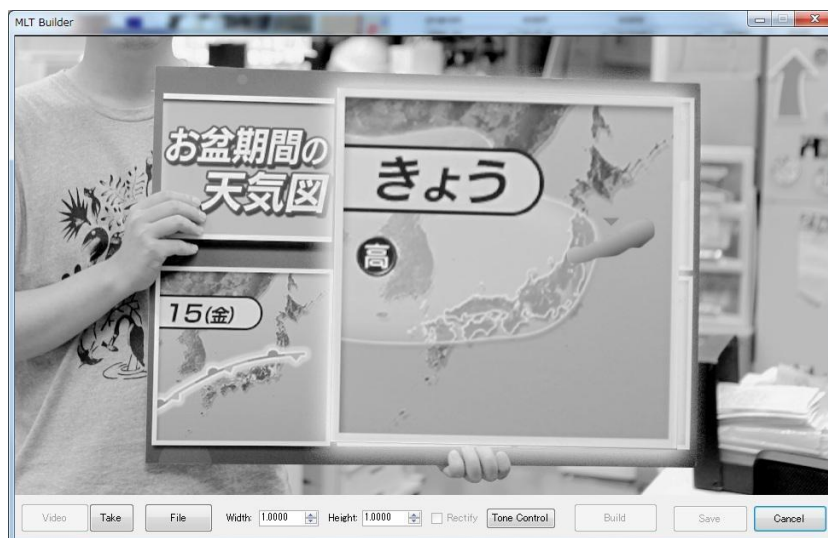 MLT Builder
お盆期間の
天気図
きょう
高
15(金)
Video
Take
File
Width: 1.0000
Height: 1.0000
Rectify
Tone Control
Build
Save
Cancel